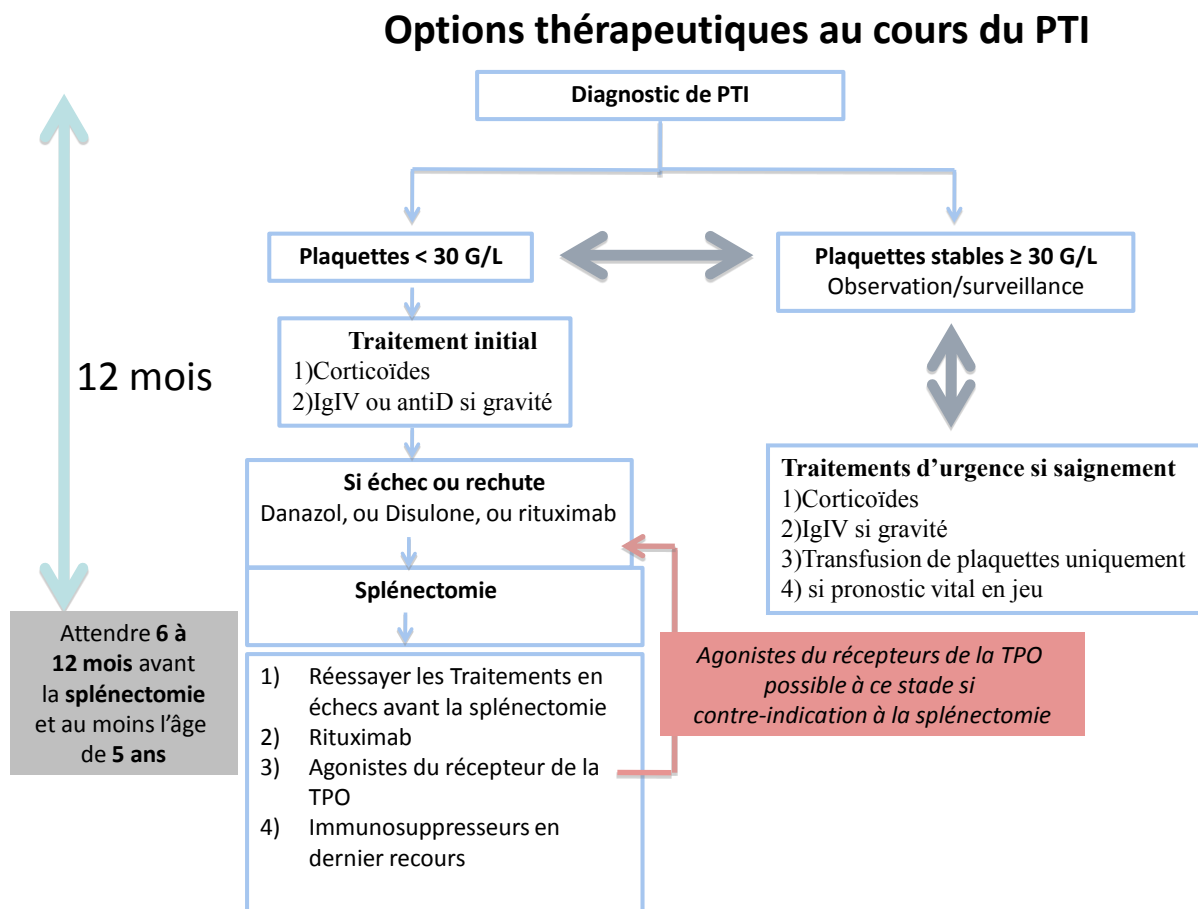 Options thérapeutiques au cours du PTI
Diagnostic de PTI
Plaquettes < 30 G/L
Plaquettes stables ≥ 30 G/L
Observation/surveillance
Traitement initial
1)Corticoïdes
2)IgIV ou antiD si gravité
12 mois
Si échec ou rechute
Danazol, ou Disulone, ou rituximab
Traitements d’urgence si saignement
1)Corticoïdes
2)IgIV si gravité
3)Transfusion de plaquettes uniquement
4) si pronostic vital en jeu
Splénectomie
Attendre 6 à
12 mois avant
la splénectomie
et au moins l’âge
de 5 ans
Agonistes du récepteurs de la TPO
possible à ce stade si
contre-indication à la splénectomie
1) Réessayer les Traitements en
échecs avant la splénectomie
2) Rituximab
3) Agonistes du récepteur de la
TPO
4) Immunosuppresseurs en
dernier recours